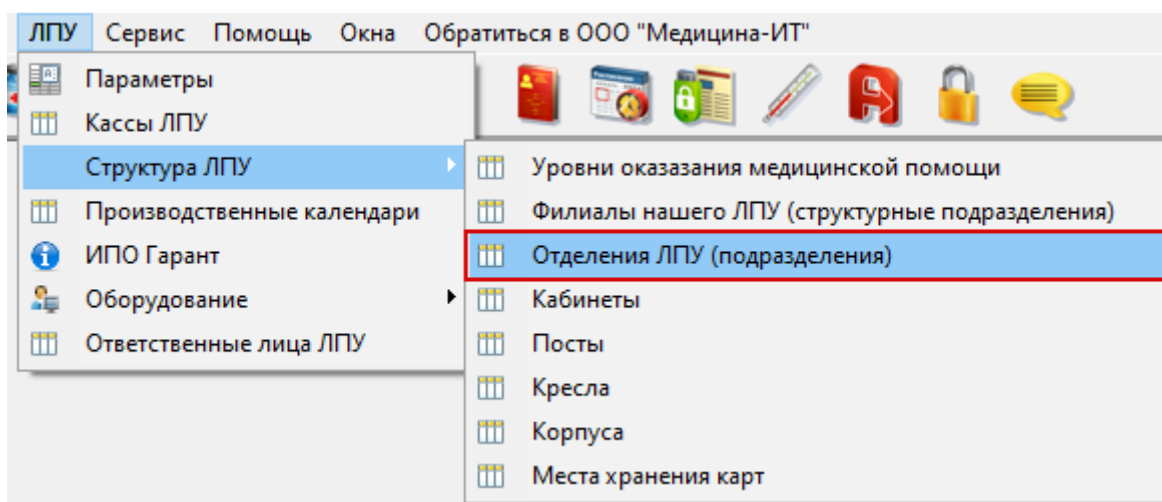 ЛПУ Сервис Помощь Окна Обратиться в ООО "Медицина-ИТ"
Параметры
Кассы ЛПУ
Структура ЛПУ
Производственные календари
ИПО Гарант
Оборудование
Ответственные лица ЛПУ
Уровни оказазания медицинской помощи
Филиалы нашего ЛПУ (структурные подразделения)
Отделения ЛПУ (подразделения)
Кабинеты
Посты
Кресла
Корпуса
Места хранения карт